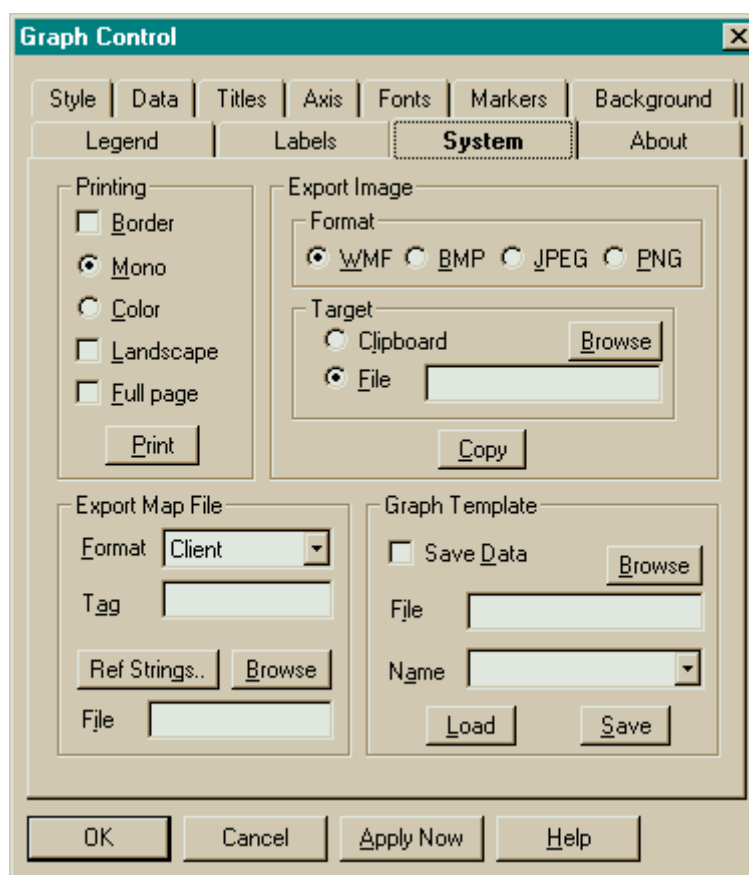 Graph Control
Style Data Titles Axis Fonts Markers Background
Legend Labels System About
Printing
Border
Mono
Color
Landscape
Full page
Print
Export Image
Format
WMF BMP JPEG PNG
Target
Clipboard Browse
File
Copy
Export Map File
Format Client
Tag
Ref Strings.. Browse
File
Graph Template
Save Data Browse
File
Name
Load Save
OK Cancel Apply Now Help